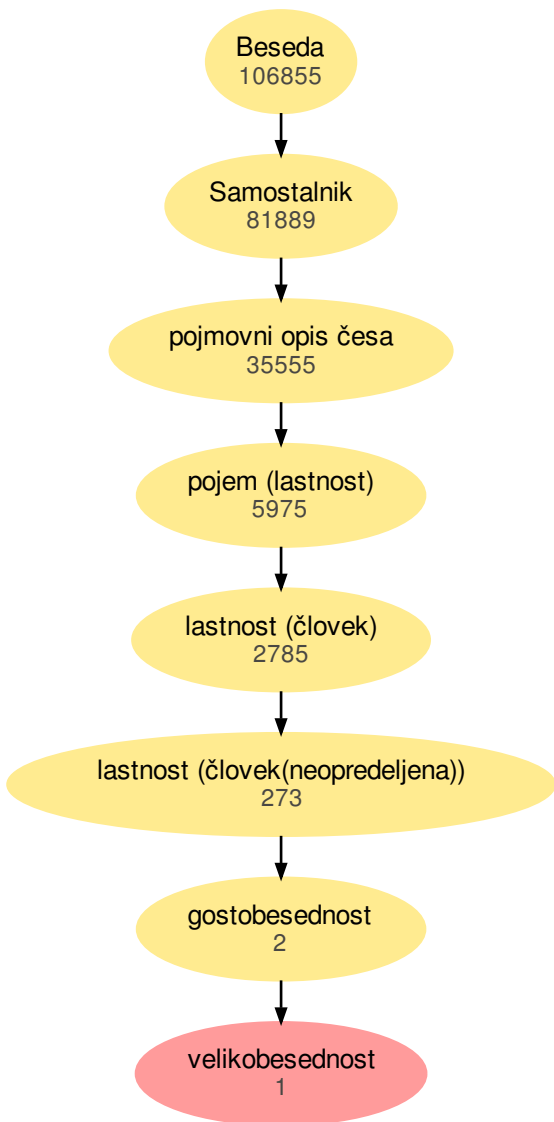 Beseda
106855
Samostalnik
81889
pojmovni opis česa
35555
pojem (lastnost)
5975
lastnost (človek)
2785
lastnost (človek(neopredeljena))
273
gostobesednost
2
velikobesednost
1